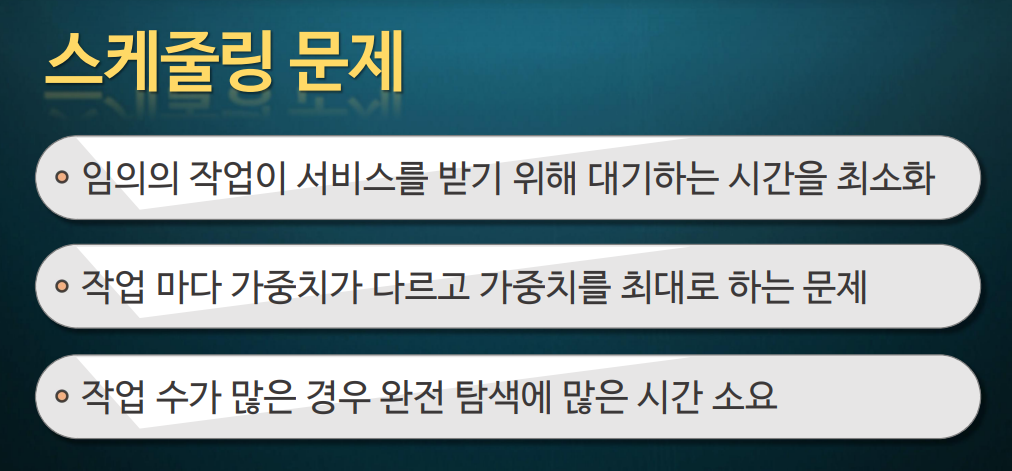 스케줄링 문제
임의의 작업이 서비스를 받기 위해 대기하는 시간을 최소화
작업 마다 가중치가 다르고 가중치를 최대로 하는 문제
작업 수가 많은 경우 완전 탐색에 많은 시간 소요